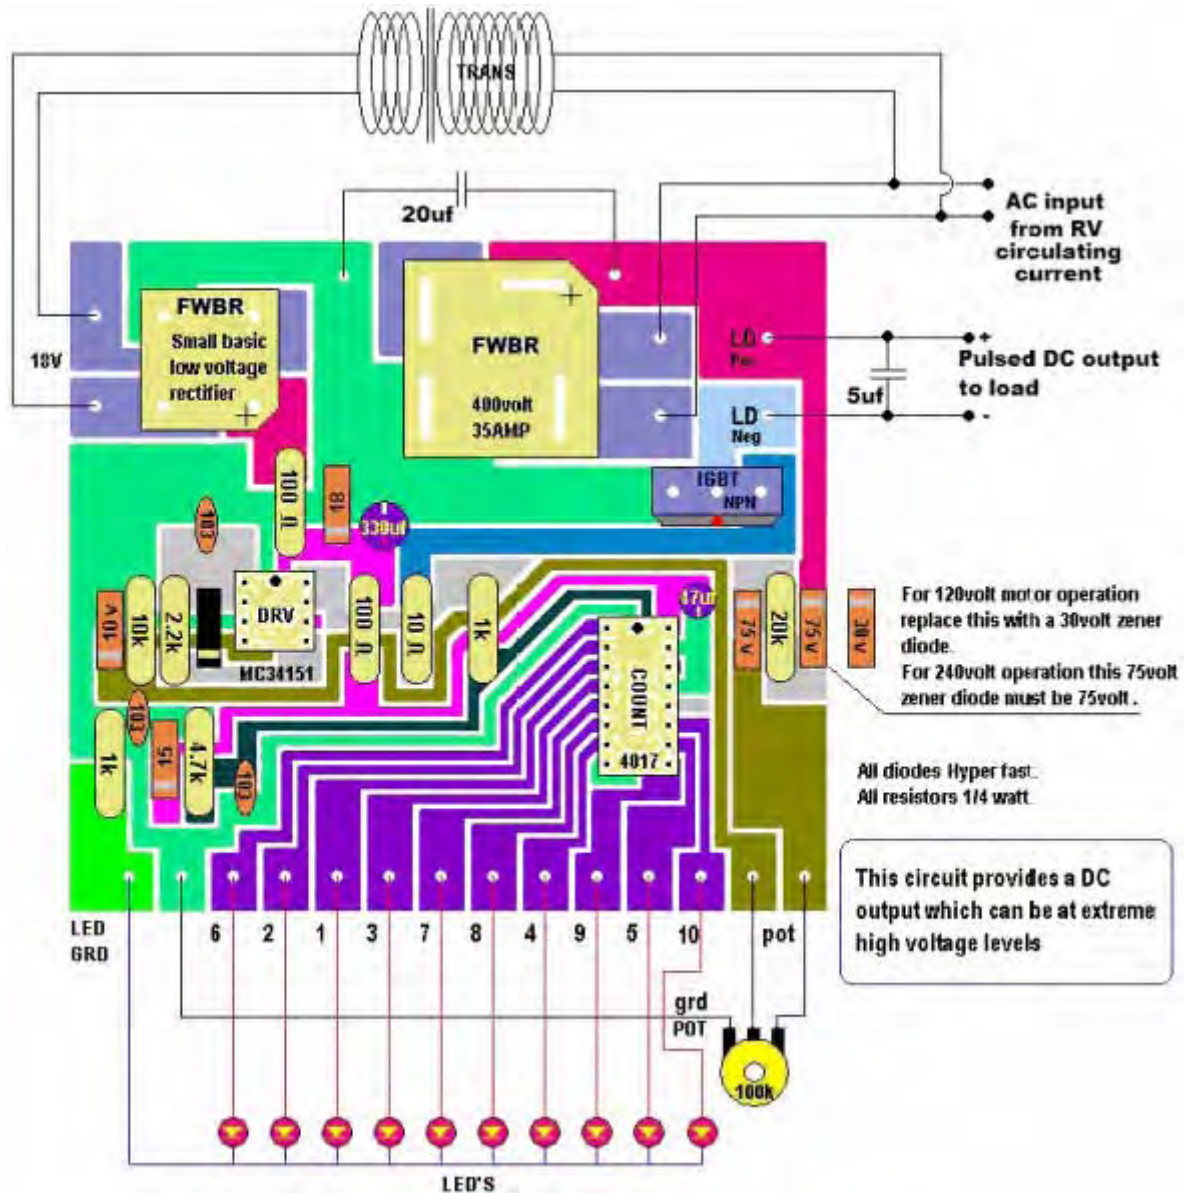 TRANS
20uf
AC input
from RV
circulating
current
FWBR
Small basic
low voltage
rectifier
18V
FWBR
400volt
35AMP
LD
Pos
LD
Neg
+
Pulsed DC output
to load
-
5uf
IGBT
NPN
100 Ω
18
330uf
103
10v
10k
2.2k
DRV
MC34151
100 Ω
10 Ω
1k
47uf
COUNT
4017
75v
20k
75v
30v
For 120volt motor operation
replace this with a 30volt zener
diode.
For 240volt operation this 75volt
zener diode must be 75volt.
103
1k
15
4.7k
103
All diodes Hyper fast.
All resistors 1/4 watt.
This circuit provides a DC
output which can be at extreme
high voltage levels
LED
GRD
6 2 1 3 7 8 4 9 5 10 pot
grd
POT
100k
LED'S